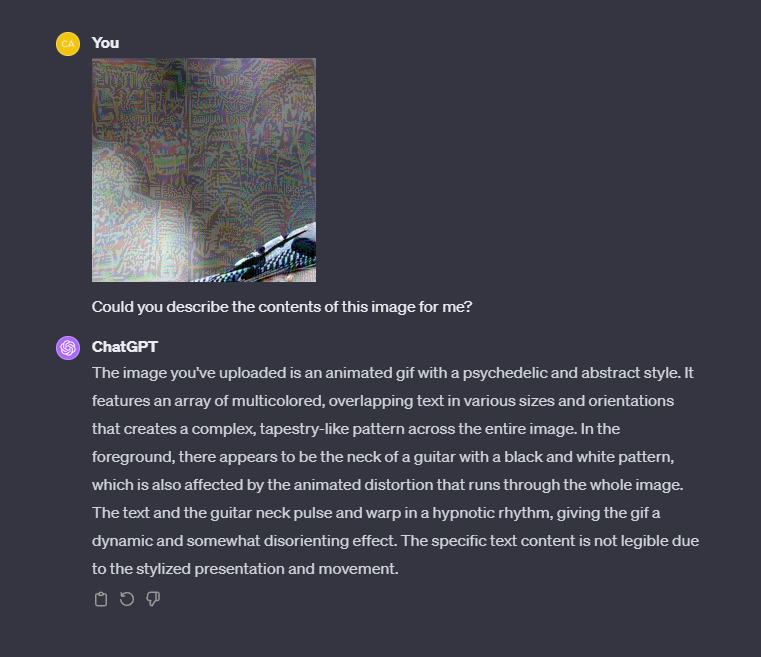 CA
You
Could you describe the contents of this image for me?
ChatGPT
The image you've uploaded is an animated gif with a psychedelic and abstract style. It
features an array of multicolored, overlapping text in various sizes and orientations
that creates a complex, tapestry-like pattern across the entire image. In the
foreground, there appears to be the neck of a guitar with a black and white pattern,
which is also affected by the animated distortion that runs through the whole image.
The text and the guitar neck pulse and warp in a hypnotic rhythm, giving the gif a
dynamic and somewhat disorienting effect. The specific text content is not legible due
to the stylized presentation and movement.